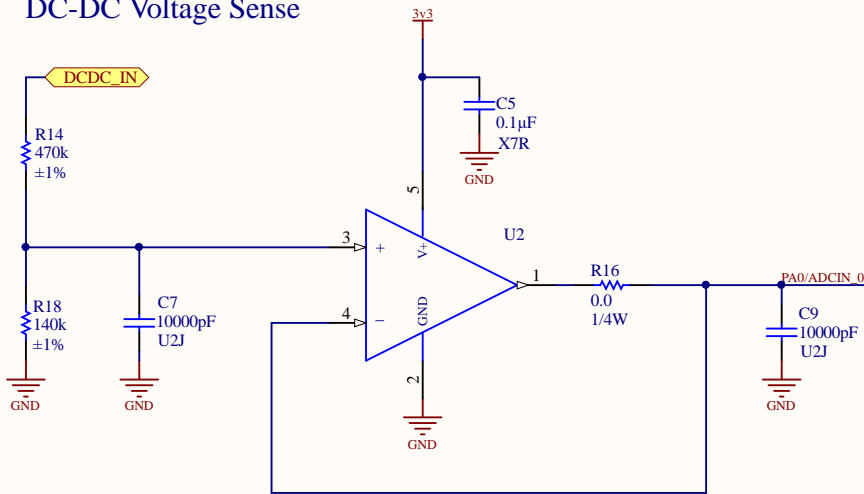 DC-DC Voltage Sense
3v3
DCDC_IN
C5
0.1µF
X7R
GND
R14
470k
±1%
5
V+
U2
3
+
1
R16
0.0
1/4W
PA0/ADCIN_0
4
−
GND
2
GND
R18
140k
±1%
GND
C7
10000pF
U2J
GND
C9
10000pF
U2J
GND